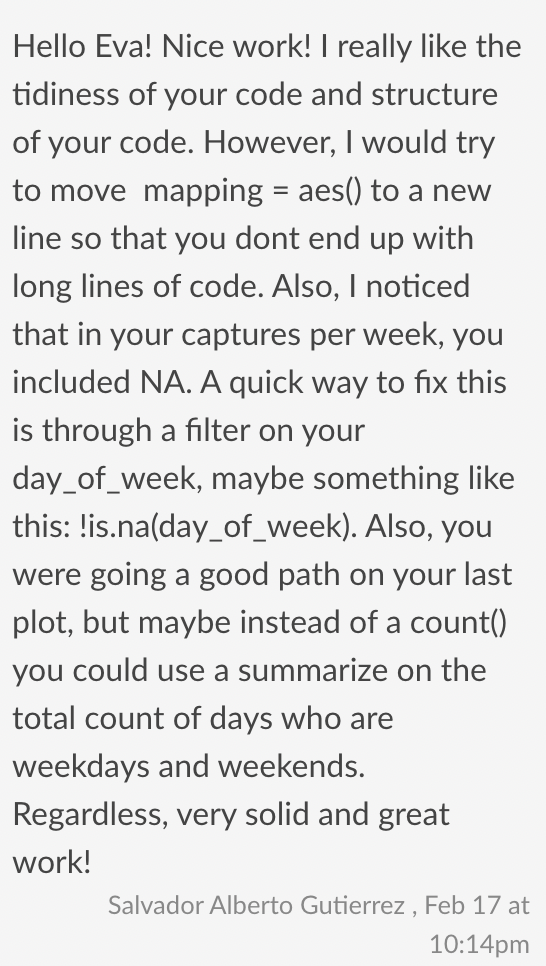 Hello Eva! Nice work! I really like the
tidiness of your code and structure
of your code. However, I would try
to move  mapping = aes() to a new
line so that you dont end up with
long lines of code. Also, I noticed
that in your captures per week, you
included NA. A quick way to fix this
is through a filter on your
day_of_week, maybe something like
this: !is.na(day_of_week). Also, you
were going a good path on your last
plot, but maybe instead of a count()
you could use a summarize on the
total count of days who are
weekdays and weekends.
Regardless, very solid and great
work!
Salvador Alberto Gutierrez , Feb 17 at
10:14pm